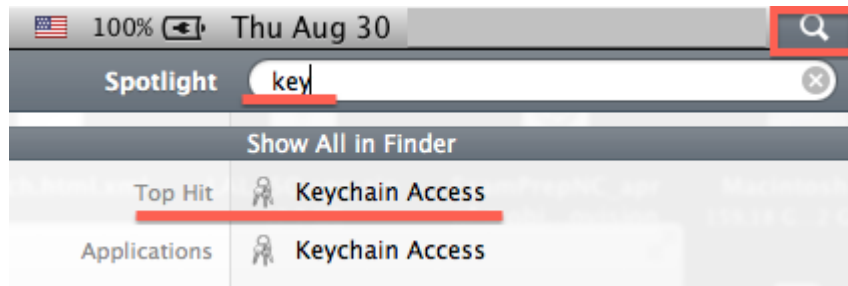 100% Thu Aug 30
Spotlight key
Show All in Finder
Top Hit Keychain Access
Applications Keychain Access